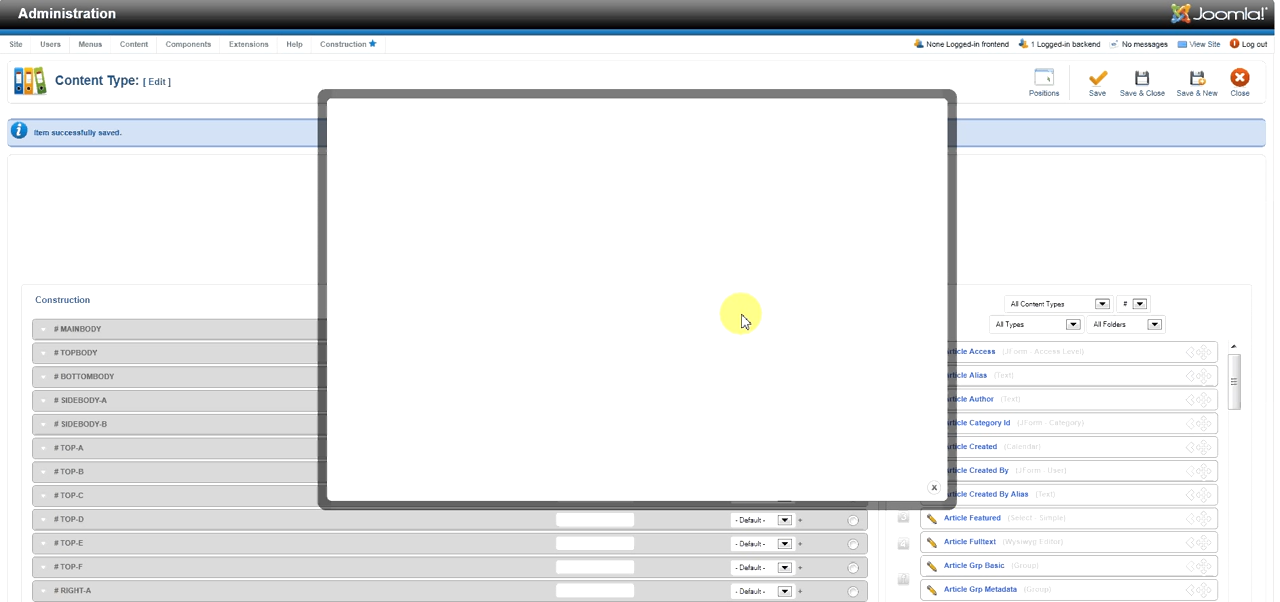 Administration
Joomla!
Site Users Menus Content Components Extensions Help Construction
None Logged-in frontend 1 Logged-in backend No messages View Site Log out
Content Type: [ Edit ]
Positions Save Save & Close Save & New Close
Item successfully saved.
Construction
All Content Types #
All Types All Folders
# MAINBODY
# TOPBODY
# BOTTOMBODY
# SIDEBODY-A
# SIDEBODY-B
# TOP-A
# TOP-B
# TOP-C
# TOP-D - Default - +
# TOP-E - Default - +
# TOP-F - Default - +
# RIGHT-A - Default - +
x
Article Access (JForm - Access Level)
Article Alias (Text)
Article Author (Text)
Article Category Id (JForm - Category)
Article Created (Calendar)
Article Created By (JForm - User)
Article Created By Alias (Text)
Article Featured (Select - Simple)
Article Fulltext (Wysiwyg Editor)
Article Grp Basic (Group)
Article Grp Metadata (Group)